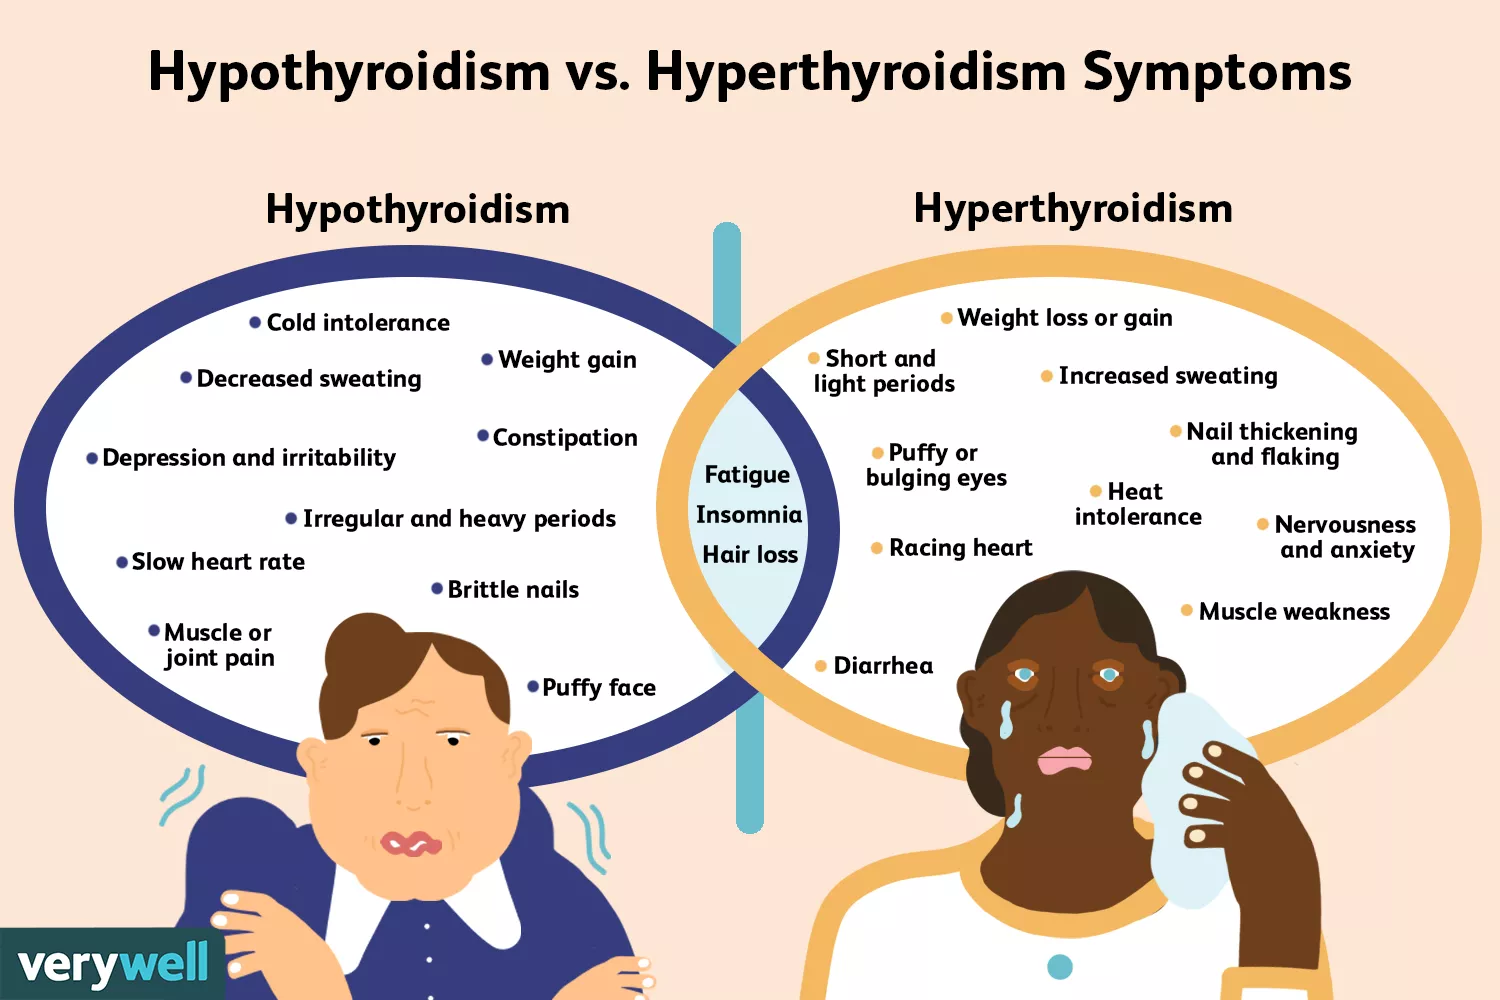 Hypothyroidism vs. Hyperthyroidism Symptoms
Hypothyroidism
Cold intolerance
Weight gain
Decreased sweating
Constipation
Depression and irritability
Irregular and heavy periods
Slow heart rate
Brittle nails
Muscle or
joint pain
Puffy face
Fatigue
Insomnia
Hair loss
Hyperthyroidism
Weight loss or gain
Short and
light periods
Increased sweating
Nail thickening
and flaking
Puffy or
bulging eyes
Heat
intolerance
Nervousness
and anxiety
Racing heart
Muscle weakness
Diarrhea
verywell